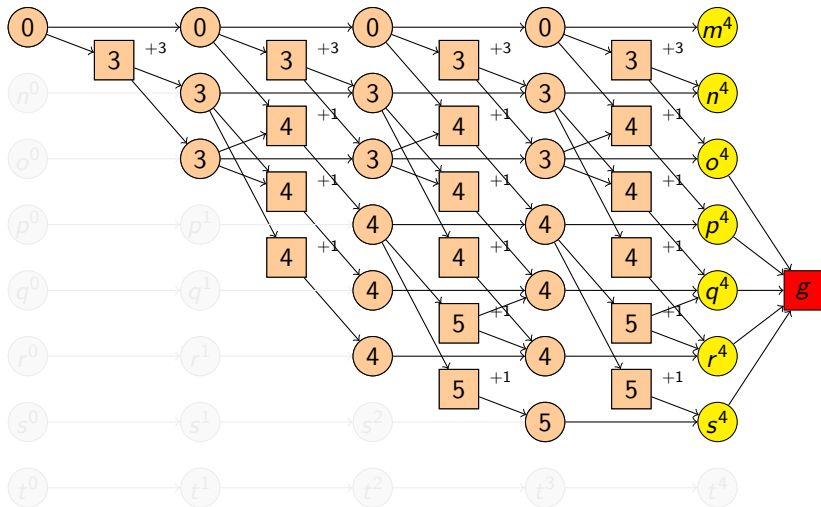 0 0 0 0 m⁴
3 +3 3 +3 3 +3 3 +3
n⁰ 3 3 3 n⁴
4 +1 4 +1 4 +1
o⁰ 3 3 3 o⁴
4 +1 4 +1 4 +1
p⁰ p¹ 4 4 p⁴
4 +1 4 +1 4 +1
q⁰ q¹ 4 4 q⁴ g
5 +1 5 +1
r⁰ r¹ 4 4 r⁴
5 +1 5 +1
s⁰ s¹ s² 5 s⁴
t⁰ t¹ t² t³ t⁴